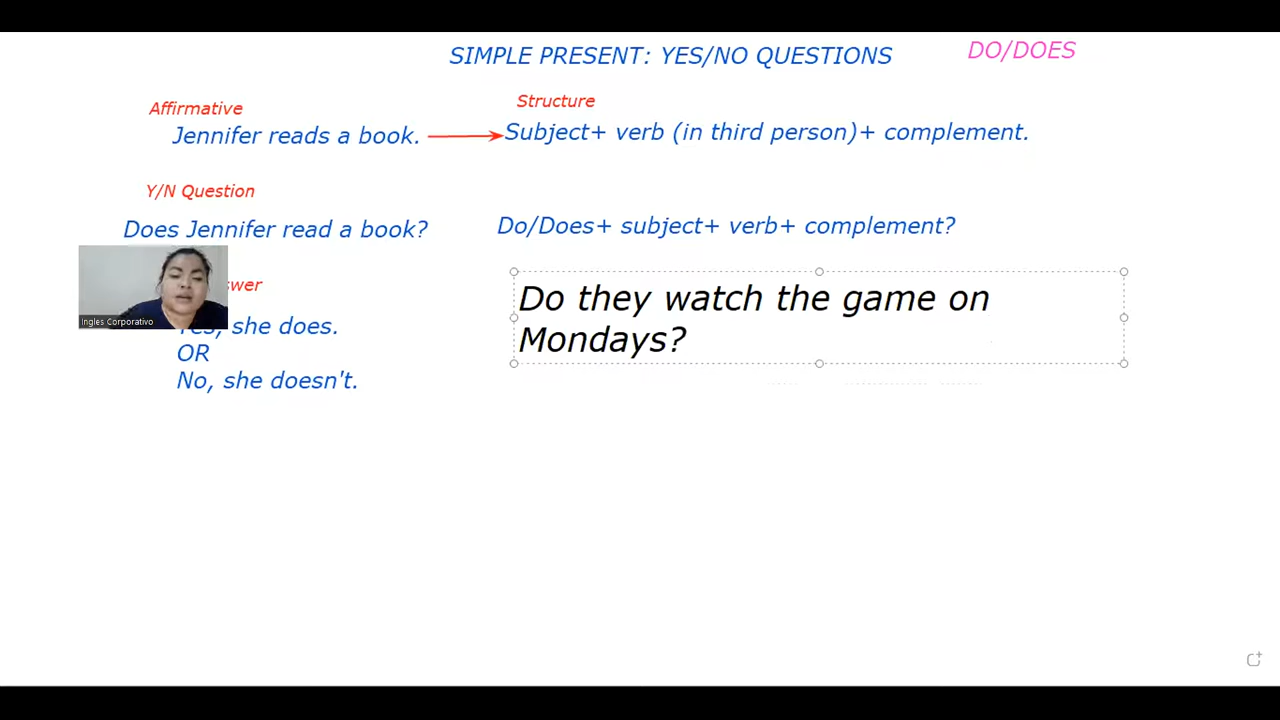 SIMPLE PRESENT: YES/NO QUESTIONS
DO/DOES
Affirmative
Structure
Jennifer reads a book.
Subject+ verb (in third person)+ complement.
Y/N Question
Does Jennifer read a book?
Do/Does+ subject+ verb+ complement?
Do they watch the game on
Mondays?
Ingles Corporativo
Yes, she does.
OR
No, she doesn't.